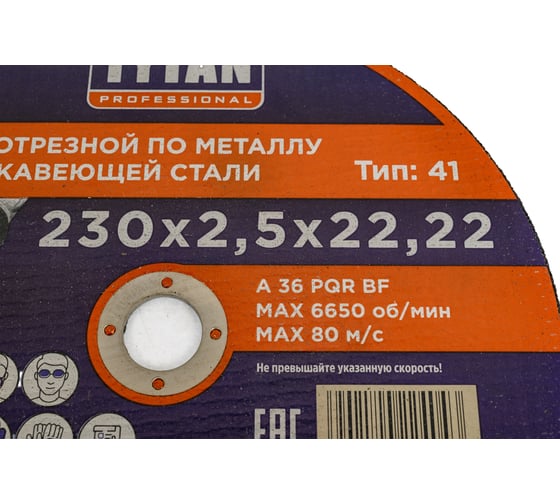 TYTAN
PROFESSIONAL
ОТРЕЗНОЙ ПО МЕТАЛЛУ
КАВЕЮЩЕЙ СТАЛИ
Тип: 41
230x2,5x22,22
A 36 PQR BF
MAX 6650 об/мин
MAX 80 м/с
Не превышайте указанную скорость!
EAC